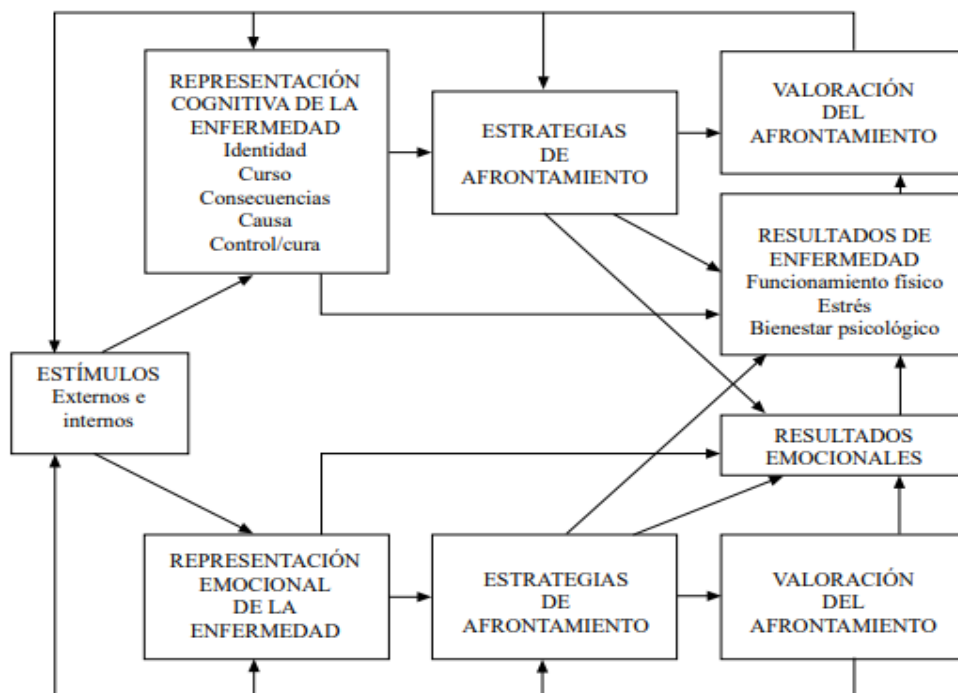 REPRESENTACIÓN
COGNITIVA DE LA
ENFERMEDAD
Identidad
Curso
Consecuencias
Causa
Control/cura
ESTRATEGIAS
DE
AFRONTAMIENTO
VALORACIÓN
DEL
AFRONTAMIENTO
RESULTADOS DE
ENFERMEDAD
Funcionamiento físico
Estrés
Bienestar psicológico
ESTÍMULOS
Externos e
internos
RESULTADOS
EMOCIONALES
REPRESENTACIÓN
EMOCIONAL
DE LA
ENFERMEDAD
ESTRATEGIAS
DE
AFRONTAMIENTO
VALORACIÓN
DEL
AFRONTAMIENTO